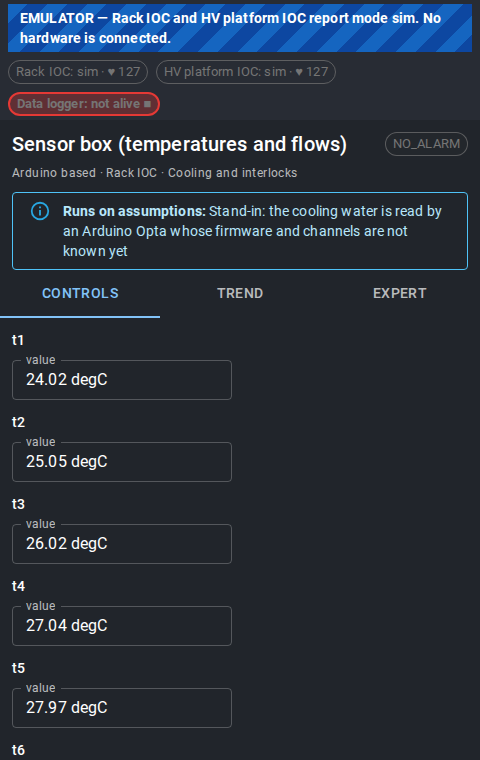 EMULATOR — Rack IOC and HV platform IOC report mode sim. No
hardware is connected.
Rack IOC: sim · ♥ 127
HV platform IOC: sim · ♥ 127
Data logger: not alive ■
Sensor box (temperatures and flows)
NO_ALARM
Arduino based · Rack IOC · Cooling and interlocks
Runs on assumptions: Stand-in: the cooling water is read by
an Arduino Opta whose firmware and channels are not
known yet
CONTROLS
TREND
EXPERT
t1
value
24.02 degC
t2
value
25.05 degC
t3
value
26.02 degC
t4
value
27.04 degC
t5
value
27.97 degC
t6